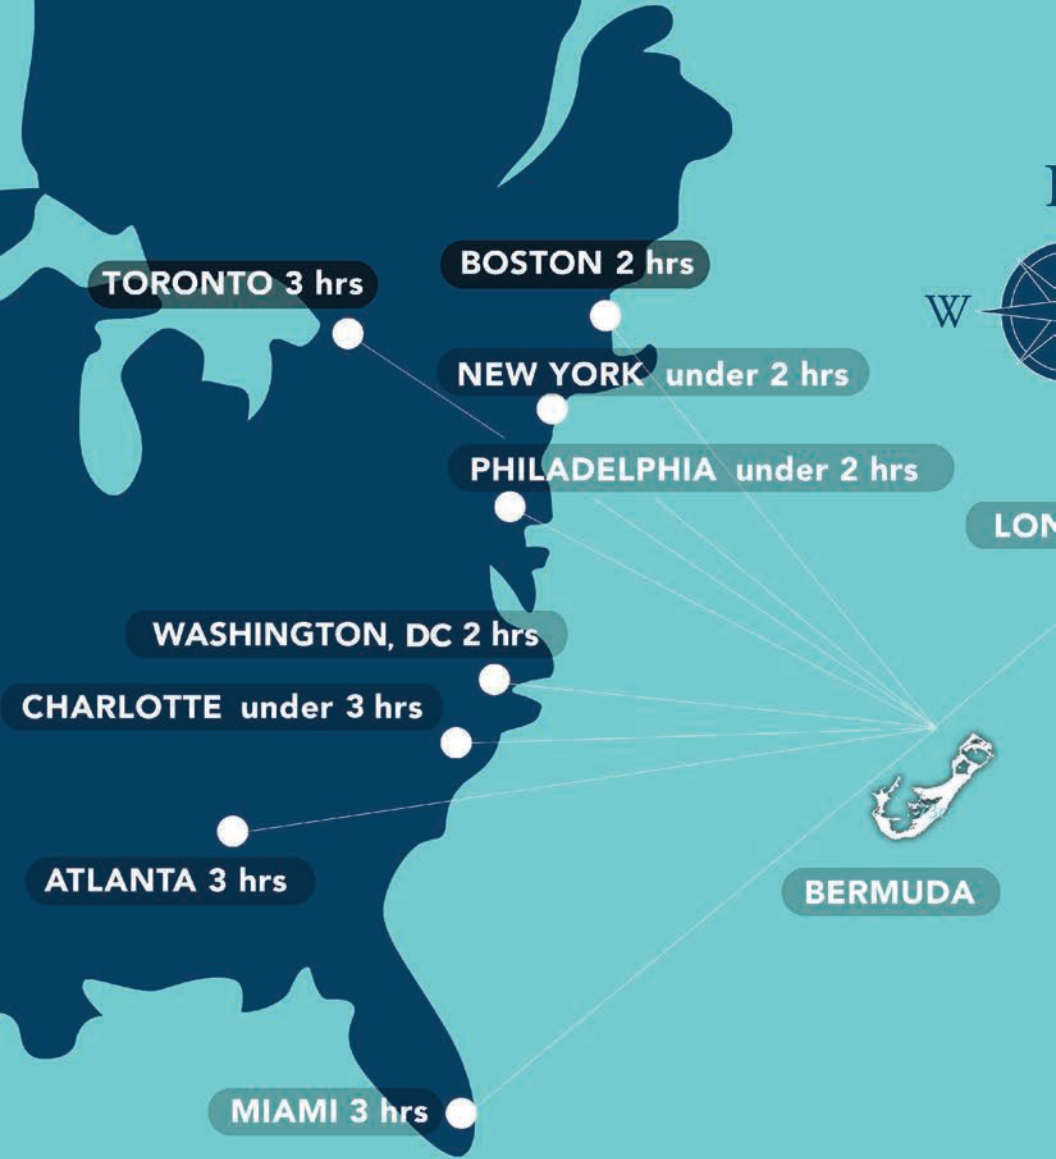 BOSTON 2 hrs
TORONTO 3 hrs
W
NEW YORK under 2 hrs
PHILADELPHIA under 2 hrs
LON
WASHINGTON, DC 2 hrs
CHARLOTTE under 3 hrs
ATLANTA 3 hrs
BERMUDA
MIAMI 3 hrs